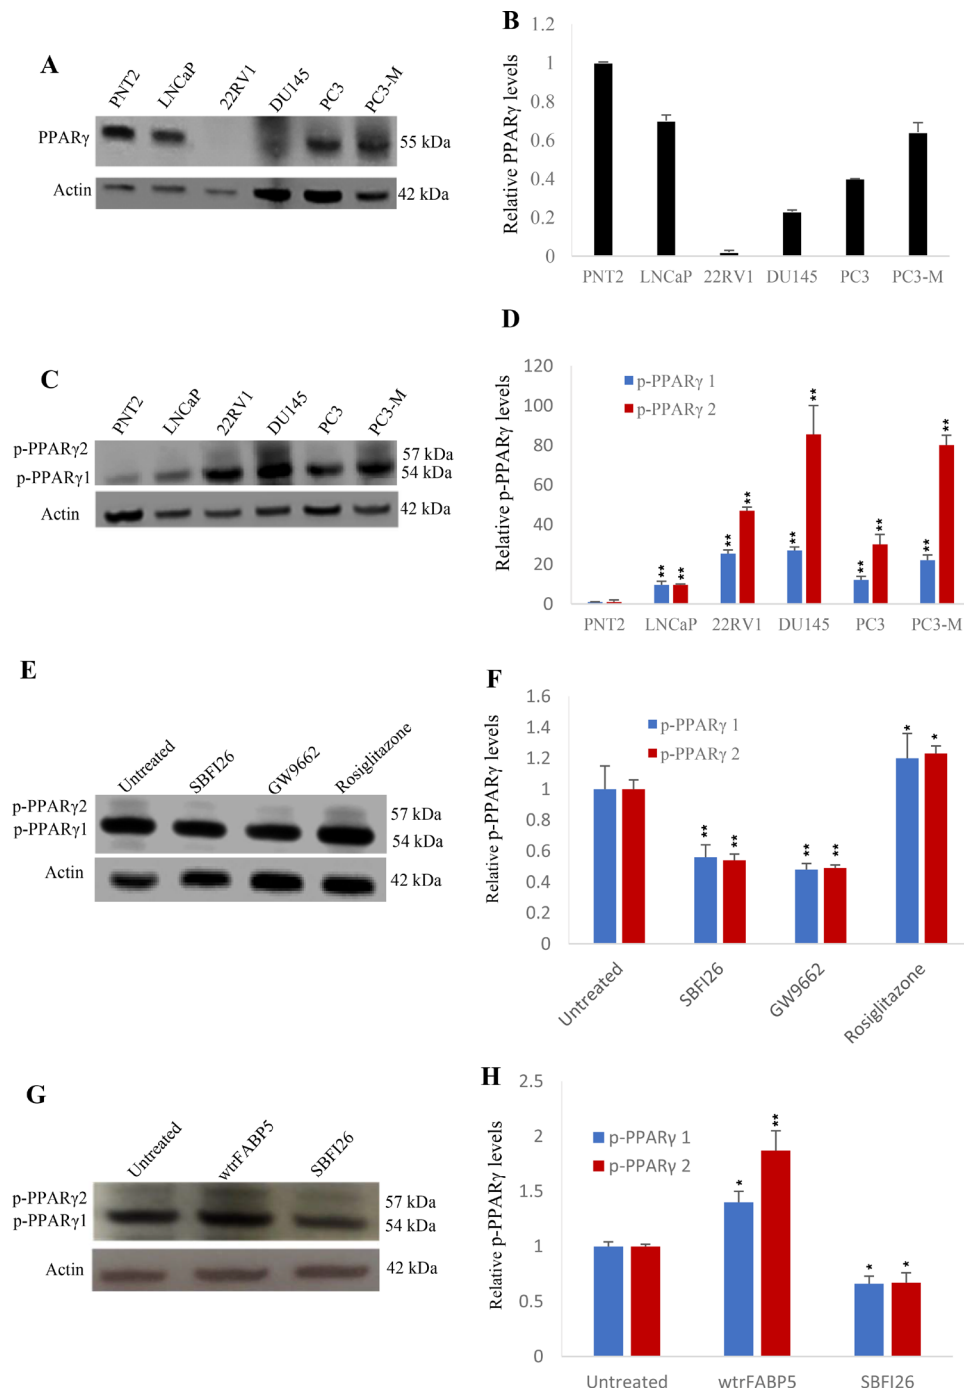 A
PNT2 LNCaP 22RV1 DU145 PC3 PC3-M
PPARγ 55 kDa
Actin 42 kDa
B
Relative PPARγ levels
1.2
1
0.8
0.6
0.4
0.2
0
PNT2 LNCaP 22RV1 DU145 PC3 PC3-M
C
PNT2 LNCaP 22RV1 DU145 PC3 PC3-M
p-PPARγ2 57 kDa
p-PPARγ1 54 kDa
Actin 42 kDa
D
Relative p-PPARγ levels
120
100
80
60
40
20
0
p-PPARγ 1
p-PPARγ 2
** ** ** ** ** ** ** ** ** **
PNT2 LNCaP 22RV1 DU145 PC3 PC3-M
E
Untreated SBFI26 GW9662 Rosiglitazone
p-PPARγ2 57 kDa
p-PPARγ1 54 kDa
Actin 42 kDa
F
Relative p-PPARγ levels
1.6
1.4
1.2
1
0.8
0.6
0.4
0.2
0
p-PPARγ 1
p-PPARγ 2
** ** ** ** * *
Untreated SBFI26 GW9662 Rosiglitazone
G
Untreated wtrFABP5 SBFI26
p-PPARγ2 57 kDa
p-PPARγ1 54 kDa
Actin 42 kDa
H
Relative p-PPARγ levels
2.5
2
1.5
1
0.5
0
p-PPARγ 1
p-PPARγ 2
* ** * *
Untreated wtrFABP5 SBFI26